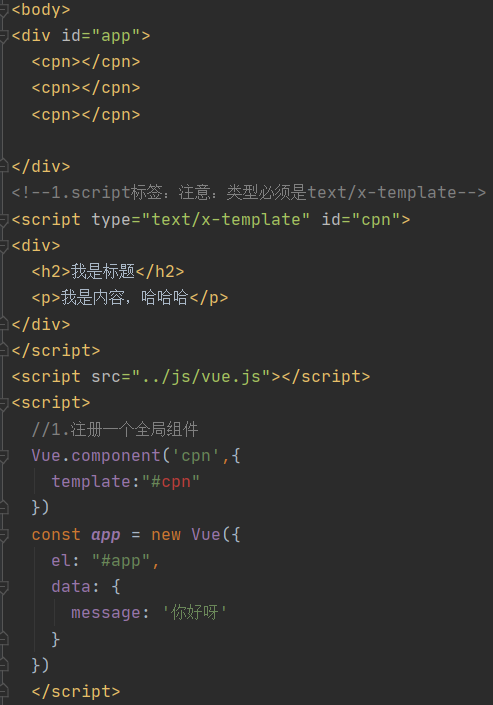 <body>
<div id="app">
  <cpn></cpn>
  <cpn></cpn>
  <cpn></cpn>
</div>
<!--1.script标签：注意：类型必须是text/x-template-->
<script type="text/x-template" id="cpn">
<div>
  <h2>我是标题</h2>
  <p>我是内容，哈哈哈</p>
</div>
</script>
<script src="../js/vue.js"></script>
<script>
  //1.注册一个全局组件
  Vue.component('cpn',{
    template:"#cpn"
  })
  const app = new Vue({
    el: "#app",
    data: {
      message: '你好呀'
    }
  })
  </script>